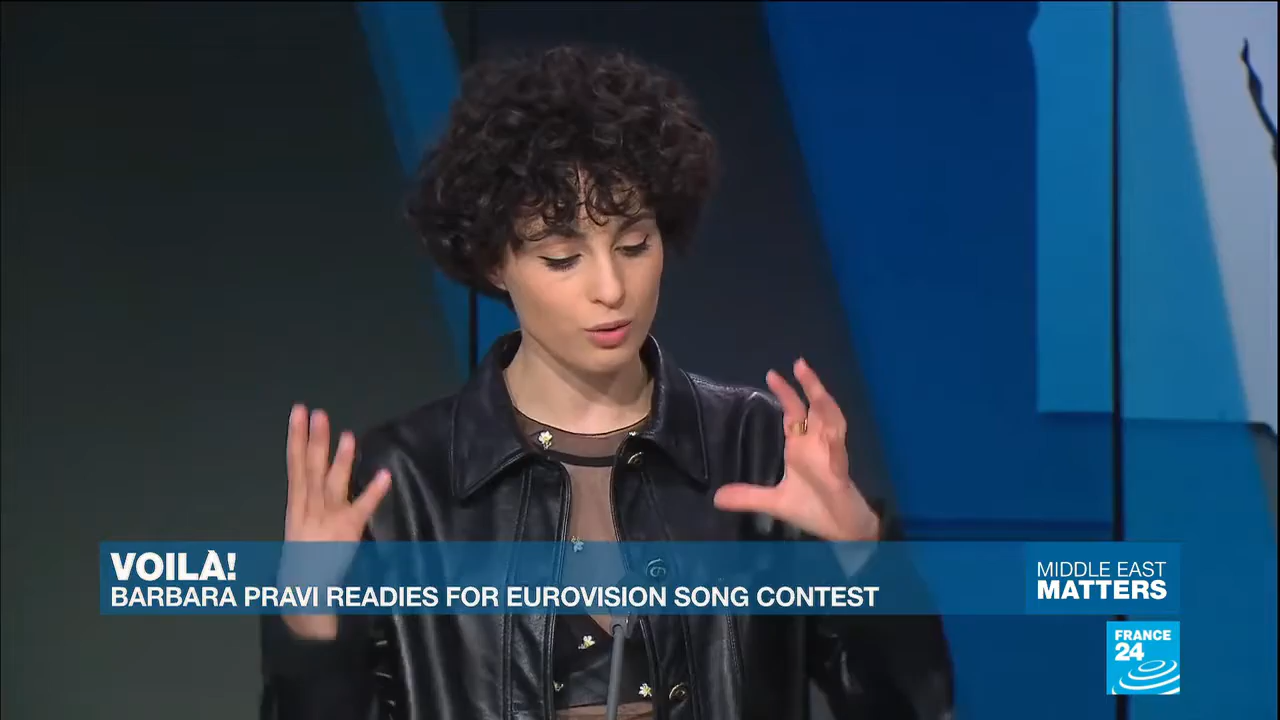 VOILÀ!
BARBARA PRAVI READIES FOR EUROVISION SONG CONTEST
MIDDLE EAST
MATTERS
FRANCE
24